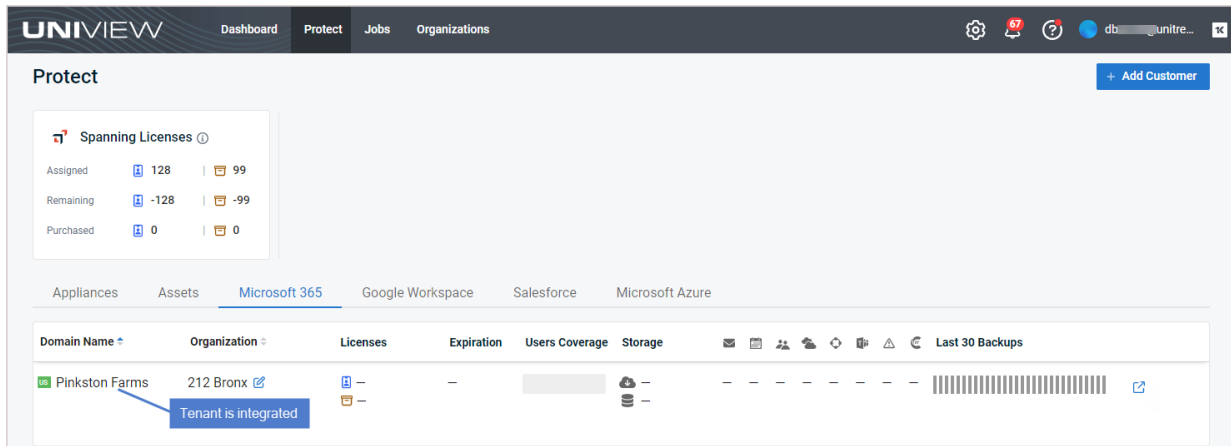 UNIVIEW Dashboard Protect Jobs Organizations 67 db unitre...
Protect
+ Add Customer
Spanning Licenses
Assigned 128 | 99
Remaining -128 | -99
Purchased 0 | 0
Appliances Assets Microsoft 365 Google Workspace Salesforce Microsoft Azure
Domain Name Organization Licenses Expiration Users Coverage Storage Last 30 Backups
US Pinkston Farms 212 Bronx – – – – – – – – – – –
– –
Tenant is integrated